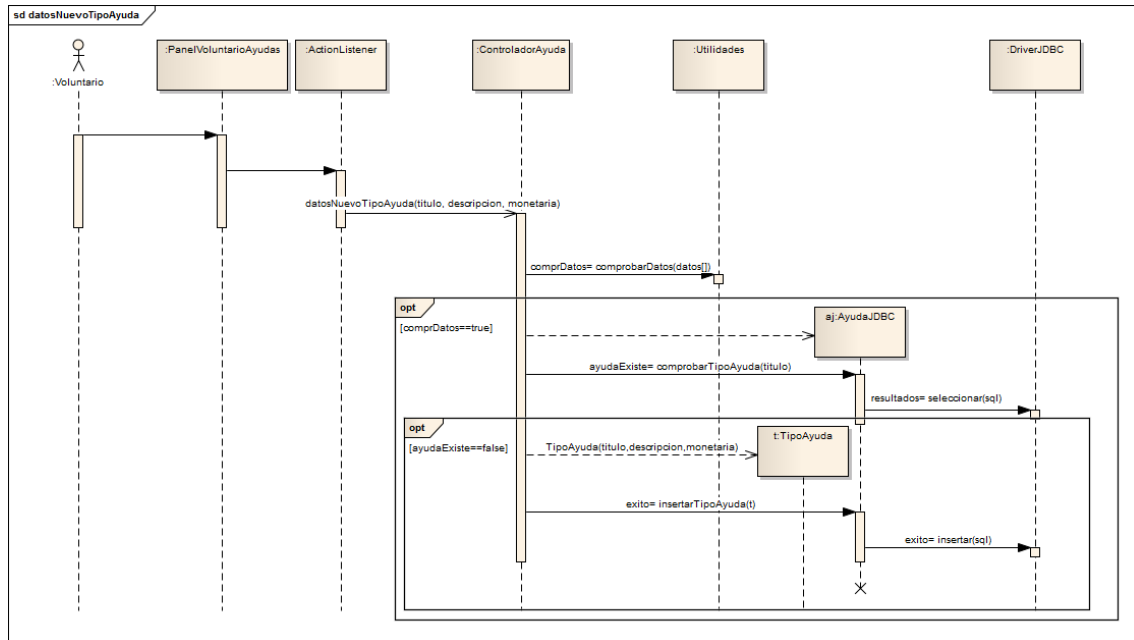 sd datosNuevoTipoAyuda
:Voluntario
:PanelVoluntarioAyudas
:ActionListener
:ControladorAyuda
:Utilidades
:DriverJDBC
datosNuevoTipoAyuda(titulo, descripcion, monetaria)
comprDatos= comprobarDatos(datos[])
opt
[comprDatos==true]
aj:AyudaJDBC
ayudaExiste= comprobarTipoAyuda(titulo)
resultados= seleccionar(sql)
opt
[ayudaExiste==false]
TipoAyuda(titulo,descripcion,monetaria)
t:TipoAyuda
exito= insertarTipoAyuda(t)
exito= insertar(sql)